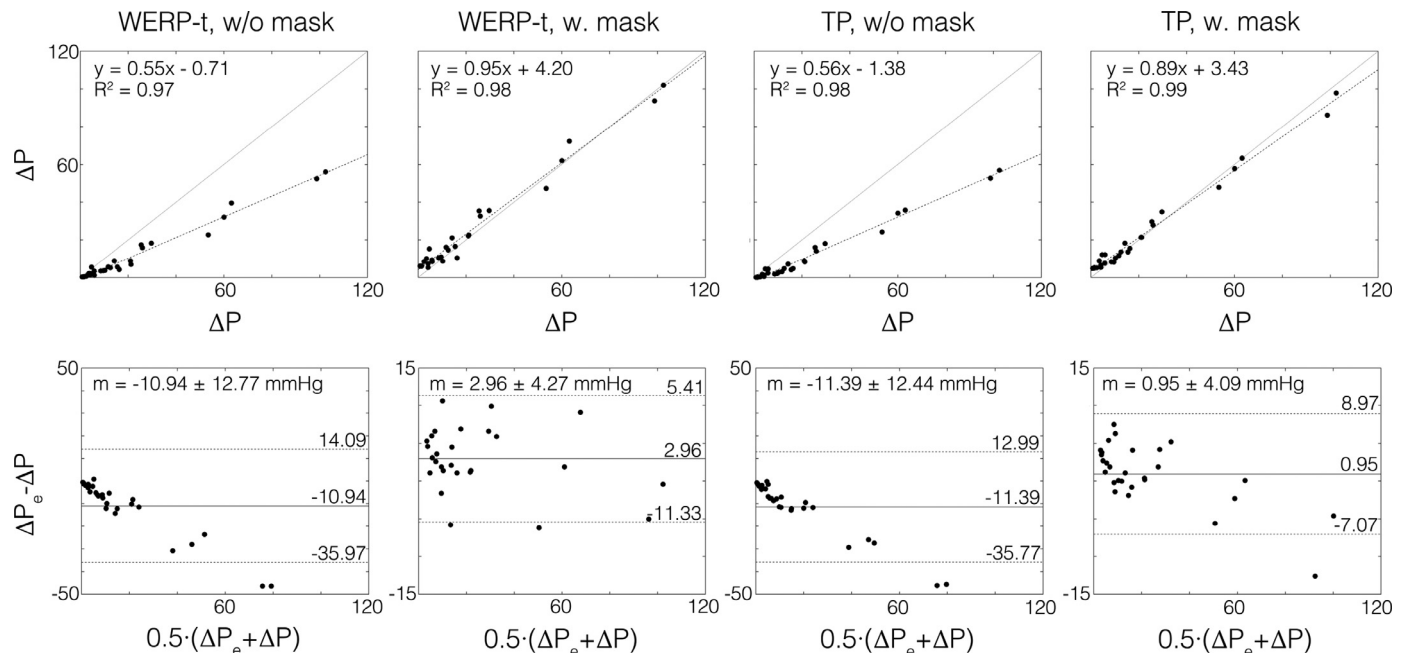 WERP-t, w/o mask
WERP-t, w. mask
TP, w/o mask
TP, w. mask
120
60
ΔP
y = 0.55x - 0.71
R² = 0.97
60
120
ΔP
y = 0.95x + 4.20
R² = 0.98
60
120
ΔP
y = 0.56x - 1.38
R² = 0.98
60
120
ΔP
y = 0.89x + 3.43
R² = 0.99
60
120
ΔP
50
-50
ΔPₑ-ΔP
m = -10.94 ± 12.77 mmHg
14.09
-10.94
-35.97
60
120
0.5·(ΔPₑ+ΔP)
15
-15
m = 2.96 ± 4.27 mmHg
5.41
2.96
-11.33
60
120
0.5·(ΔPₑ+ΔP)
50
-50
m = -11.39 ± 12.44 mmHg
12.99
-11.39
-35.77
60
120
0.5·(ΔPₑ+ΔP)
15
-15
m = 0.95 ± 4.09 mmHg
8.97
0.95
-7.07
60
120
0.5·(ΔPₑ+ΔP)